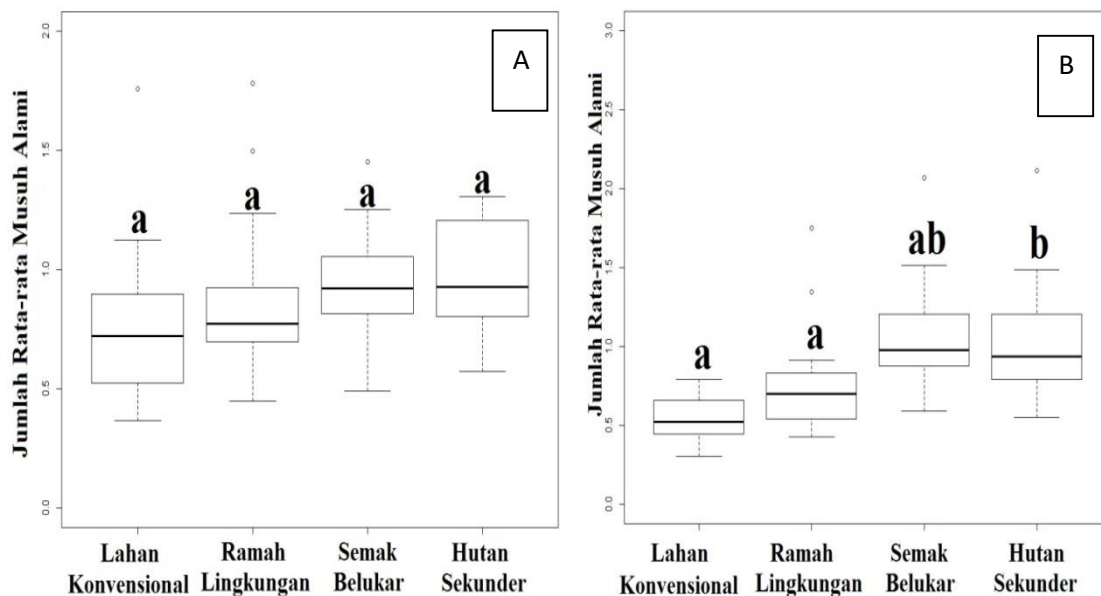 A
Jumlah Rata-rata Musuh Alami
2.0
1.5
1.0
0.5
0.0
a
a
a
a
Lahan Konvensional
Ramah Lingkungan
Semak Belukar
Hutan Sekunder
B
Jumlah Rata-rata Musuh Alami
3.0
2.5
2.0
1.5
1.0
0.5
0.0
a
a
ab
b
Lahan Konvensional
Ramah Lingkungan
Semak Belukar
Hutan Sekunder